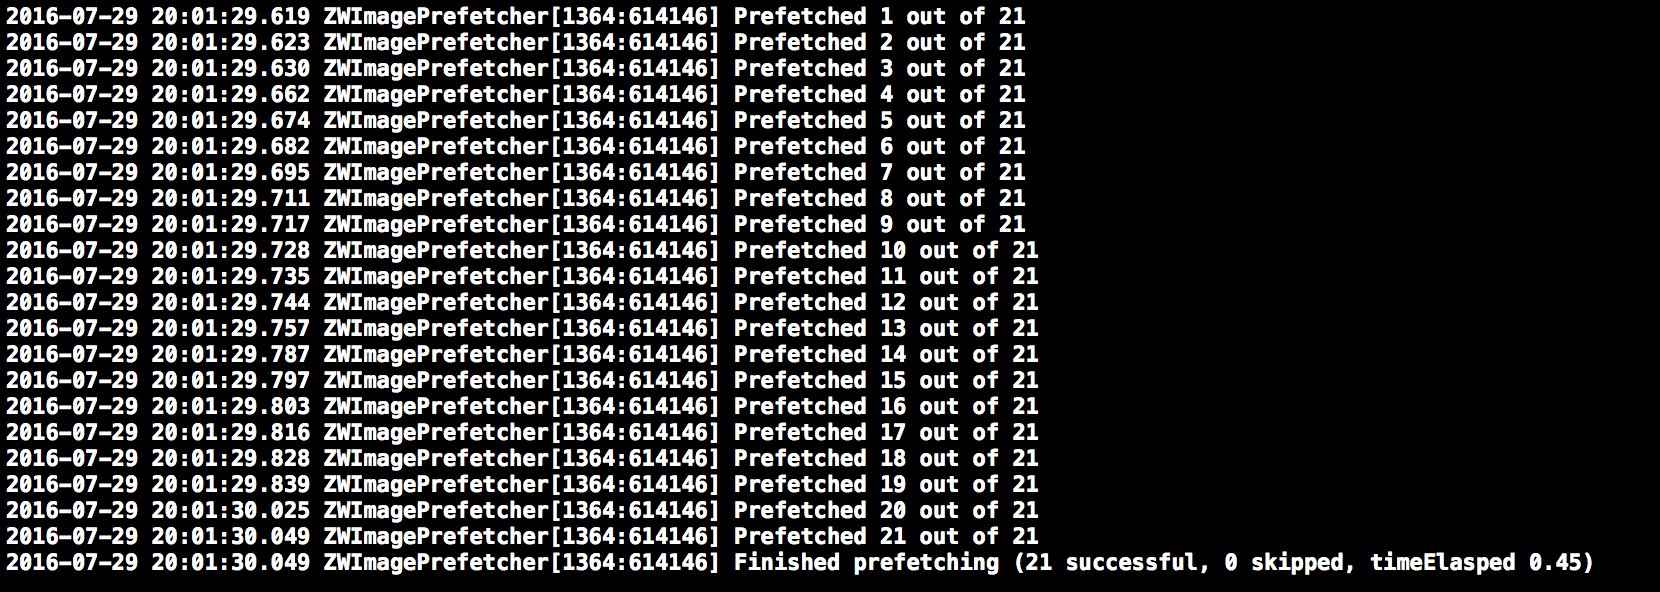 2016-07-29 20:01:29.619 ZWImagePrefetcher[1364:614146] Prefetched 1 out of 21
2016-07-29 20:01:29.623 ZWImagePrefetcher[1364:614146] Prefetched 2 out of 21
2016-07-29 20:01:29.630 ZWImagePrefetcher[1364:614146] Prefetched 3 out of 21
2016-07-29 20:01:29.662 ZWImagePrefetcher[1364:614146] Prefetched 4 out of 21
2016-07-29 20:01:29.674 ZWImagePrefetcher[1364:614146] Prefetched 5 out of 21
2016-07-29 20:01:29.682 ZWImagePrefetcher[1364:614146] Prefetched 6 out of 21
2016-07-29 20:01:29.695 ZWImagePrefetcher[1364:614146] Prefetched 7 out of 21
2016-07-29 20:01:29.711 ZWImagePrefetcher[1364:614146] Prefetched 8 out of 21
2016-07-29 20:01:29.717 ZWImagePrefetcher[1364:614146] Prefetched 9 out of 21
2016-07-29 20:01:29.728 ZWImagePrefetcher[1364:614146] Prefetched 10 out of 21
2016-07-29 20:01:29.735 ZWImagePrefetcher[1364:614146] Prefetched 11 out of 21
2016-07-29 20:01:29.744 ZWImagePrefetcher[1364:614146] Prefetched 12 out of 21
2016-07-29 20:01:29.757 ZWImagePrefetcher[1364:614146] Prefetched 13 out of 21
2016-07-29 20:01:29.787 ZWImagePrefetcher[1364:614146] Prefetched 14 out of 21
2016-07-29 20:01:29.797 ZWImagePrefetcher[1364:614146] Prefetched 15 out of 21
2016-07-29 20:01:29.803 ZWImagePrefetcher[1364:614146] Prefetched 16 out of 21
2016-07-29 20:01:29.816 ZWImagePrefetcher[1364:614146] Prefetched 17 out of 21
2016-07-29 20:01:29.828 ZWImagePrefetcher[1364:614146] Prefetched 18 out of 21
2016-07-29 20:01:29.839 ZWImagePrefetcher[1364:614146] Prefetched 19 out of 21
2016-07-29 20:01:30.025 ZWImagePrefetcher[1364:614146] Prefetched 20 out of 21
2016-07-29 20:01:30.049 ZWImagePrefetcher[1364:614146] Prefetched 21 out of 21
2016-07-29 20:01:30.049 ZWImagePrefetcher[1364:614146] Finished prefetching (21 successful, 0 skipped, timeElasped 0.45)